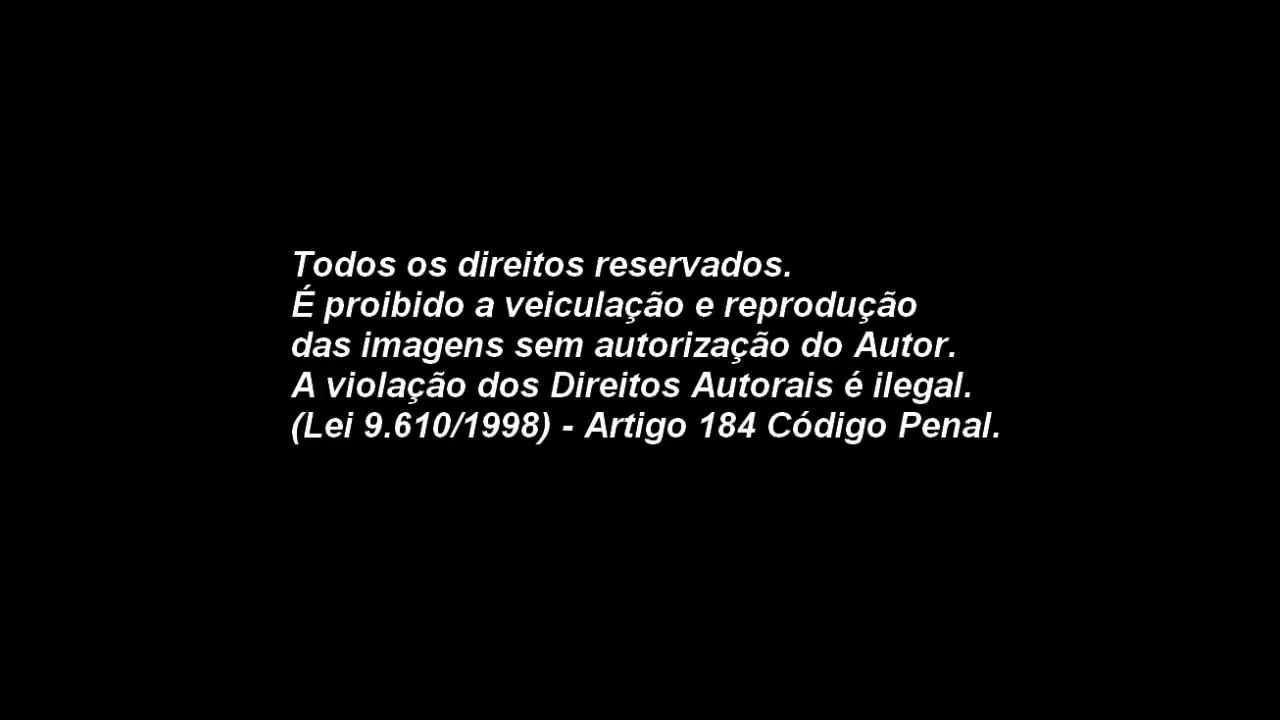 Todos os direitos reservados.
É proibido a veiculação e reprodução
das imagens sem autorização do Autor.
A violação dos Direitos Autorais é ilegal.
(Lei 9.610/1998) - Artigo 184 Código Penal.